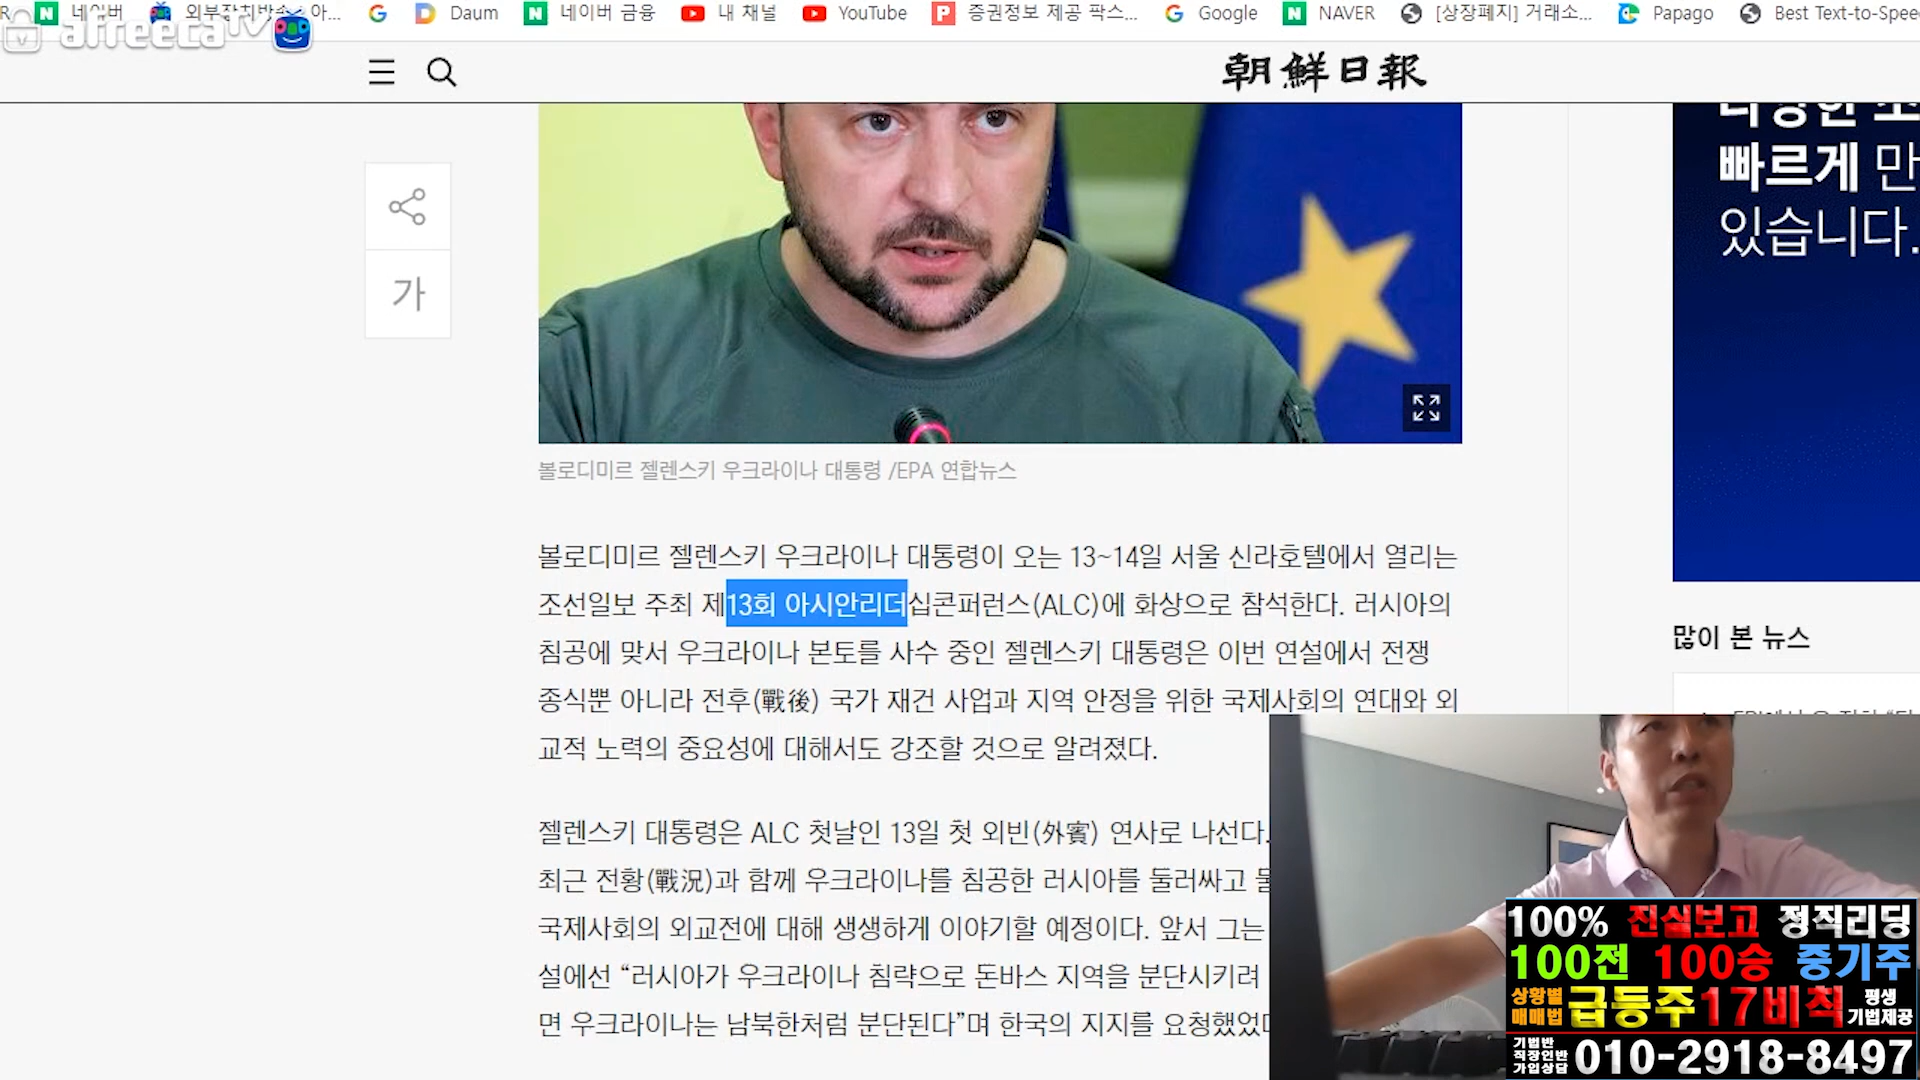 네이버
Daum
네이버 금융
내 채널
YouTube
증권정보 제공 팍스...
Google
NAVER
[상장폐지] 거래소...
Papago
Best Text-to-Spee
afreecaTV
朝鮮日報
가
빠르게 만
있습니다.
볼로디미르 젤렌스키 우크라이나 대통령 /EPA 연합뉴스
볼로디미르 젤렌스키 우크라이나 대통령이 오는 13~14일 서울 신라호텔에서 열리는
조선일보 주최 제13회 아시안리더십콘퍼런스(ALC)에 화상으로 참석한다. 러시아의
침공에 맞서 우크라이나 본토를 사수 중인 젤렌스키 대통령은 이번 연설에서 전쟁
종식뿐 아니라 전후(戰後) 국가 재건 사업과 지역 안정을 위한 국제사회의 연대와 외
교적 노력의 중요성에 대해서도 강조할 것으로 알려졌다.
젤렌스키 대통령은 ALC 첫날인 13일 첫 외빈(外賓) 연사로 나선다.
최근 전황(戰況)과 함께 우크라이나를 침공한 러시아를 둘러싸고
국제사회의 외교전에 대해 생생하게 이야기할 예정이다. 앞서 그는
설에선 “러시아가 우크라이나 침략으로 돈바스 지역을 분단시키려
면 우크라이나는 남북한처럼 분단된다”며 한국의 지지를 요청했었
많이 본 뉴스
100% 진실보고 정직리딩
100전 100승 중기주
상황별 매매법 급등주17비책 평생 기법제공
기법반 직장인반 가입상담 010-2918-8497